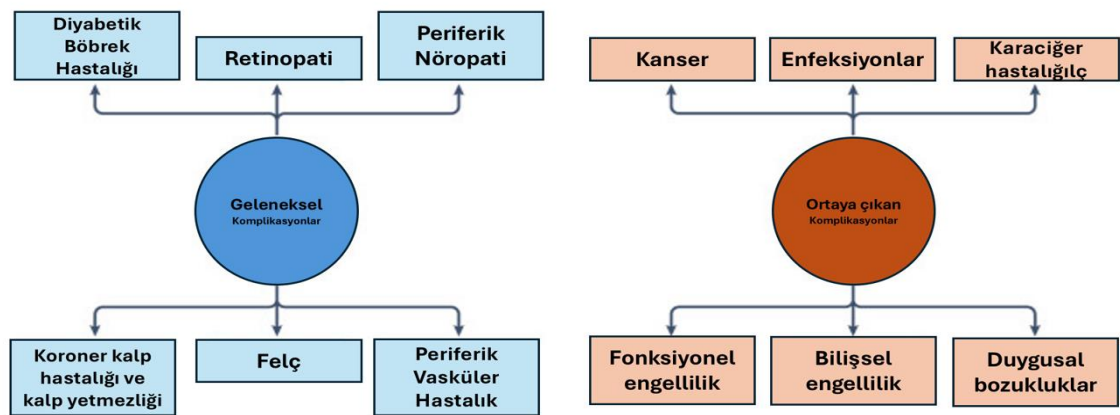 Diyabetik
Böbrek
Hastalığı
Retinopati
Periferik
Nöropati
Geleneksel
Komplikasyonlar
Koroner kalp
hastalığı ve
kalp yetmezliği
Felç
Periferik
Vasküler
Hastalık
Kanser
Enfeksiyonlar
Karaciğer
hastalığılç
Ortaya çıkan
Komplikasyonlar
Fonksiyonel
engellilik
Bilişsel
engellilik
Duygusal
bozukluklar